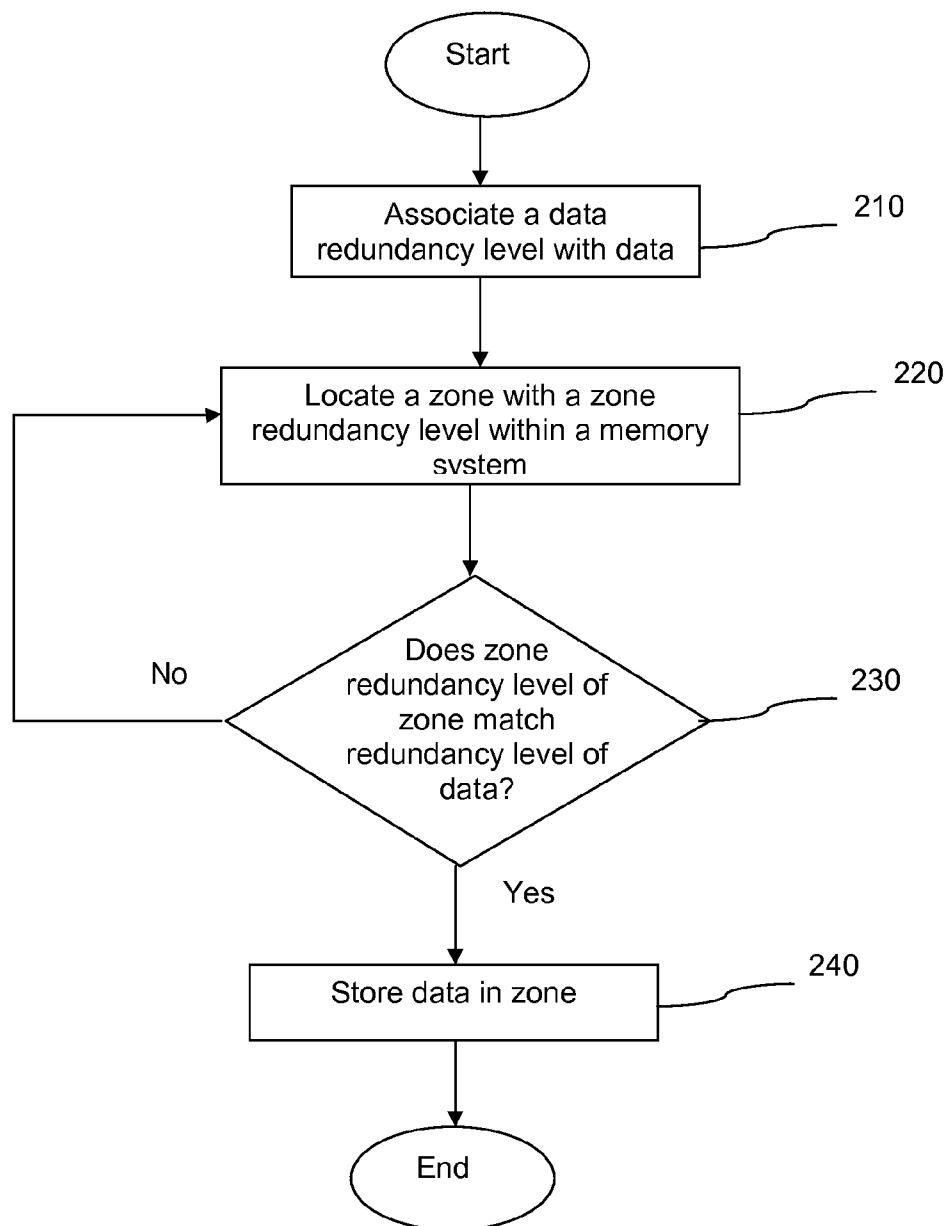 Start
Associate a data
redundancy level with data
210
Locate a zone with a zone
redundancy level within a memory
system
220
No
Does zone
redundancy level of
zone match
redundancy level of
data?
230
Yes
Store data in zone
240
End